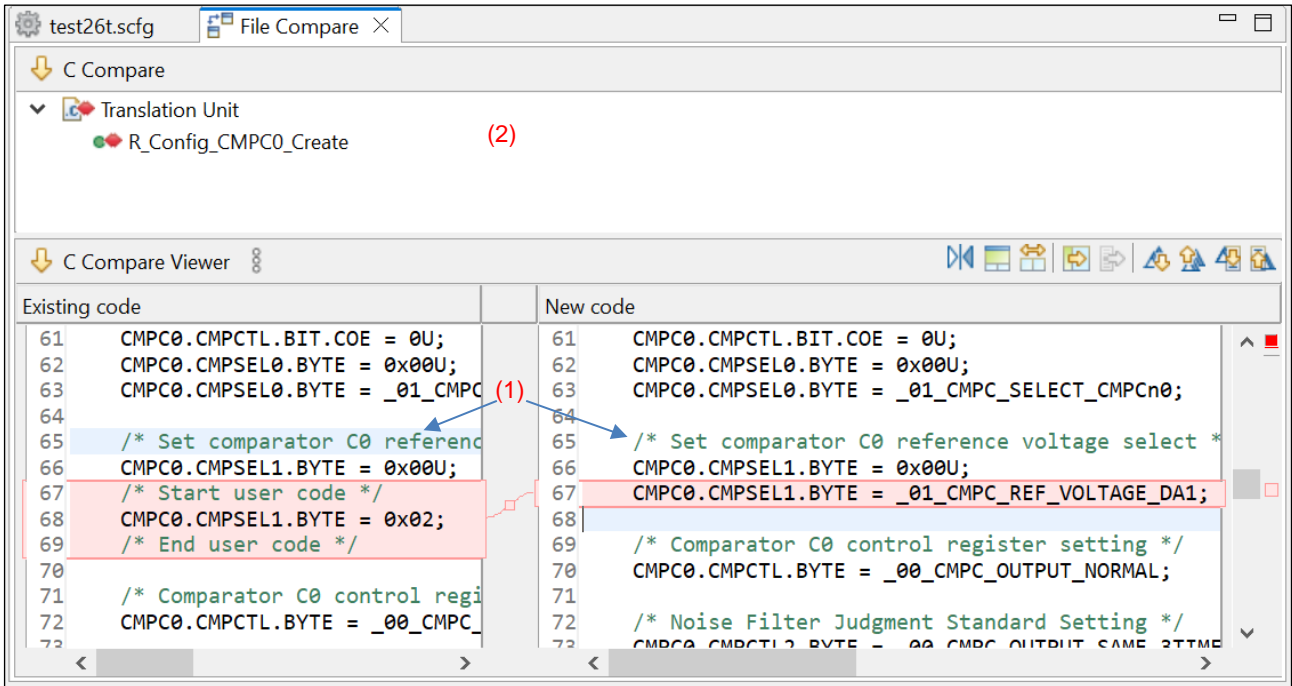 test26t.scfg
File Compare
C Compare
Translation Unit
R_Config_CMPC0_Create
(2)
C Compare Viewer
Existing code
61 CMPC0.CMPCTL.BIT.COE = 0U;
62 CMPC0.CMPSEL0.BYTE = 0x00U;
63 CMPC0.CMPSEL0.BYTE = _01_CMPC
64
65 /* Set comparator C0 referenc
66 CMPC0.CMPSEL1.BYTE = 0x00U;
67 /* Start user code */
68 CMPC0.CMPSEL1.BYTE = 0x02;
69 /* End user code */
70
71 /* Comparator C0 control regi
72 CMPC0.CMPCTL.BYTE = _00_CMPC_
73
(1)
New code
61 CMPC0.CMPCTL.BIT.COE = 0U;
62 CMPC0.CMPSEL0.BYTE = 0x00U;
63 CMPC0.CMPSEL0.BYTE = _01_CMPC_SELECT_CMPCn0;
64
65 /* Set comparator C0 reference voltage select *
66 CMPC0.CMPSEL1.BYTE = 0x00U;
67 CMPC0.CMPSEL1.BYTE = _01_CMPC_REF_VOLTAGE_DA1;
68
69 /* Comparator C0 control register setting */
70 CMPC0.CMPCTL.BYTE = _00_CMPC_OUTPUT_NORMAL;
71
72 /* Noise Filter Judgment Standard Setting */
73 CMPC0.CMPCTL2.BYTE = _00_CMPC_OUTPUT_SAME_3TIME